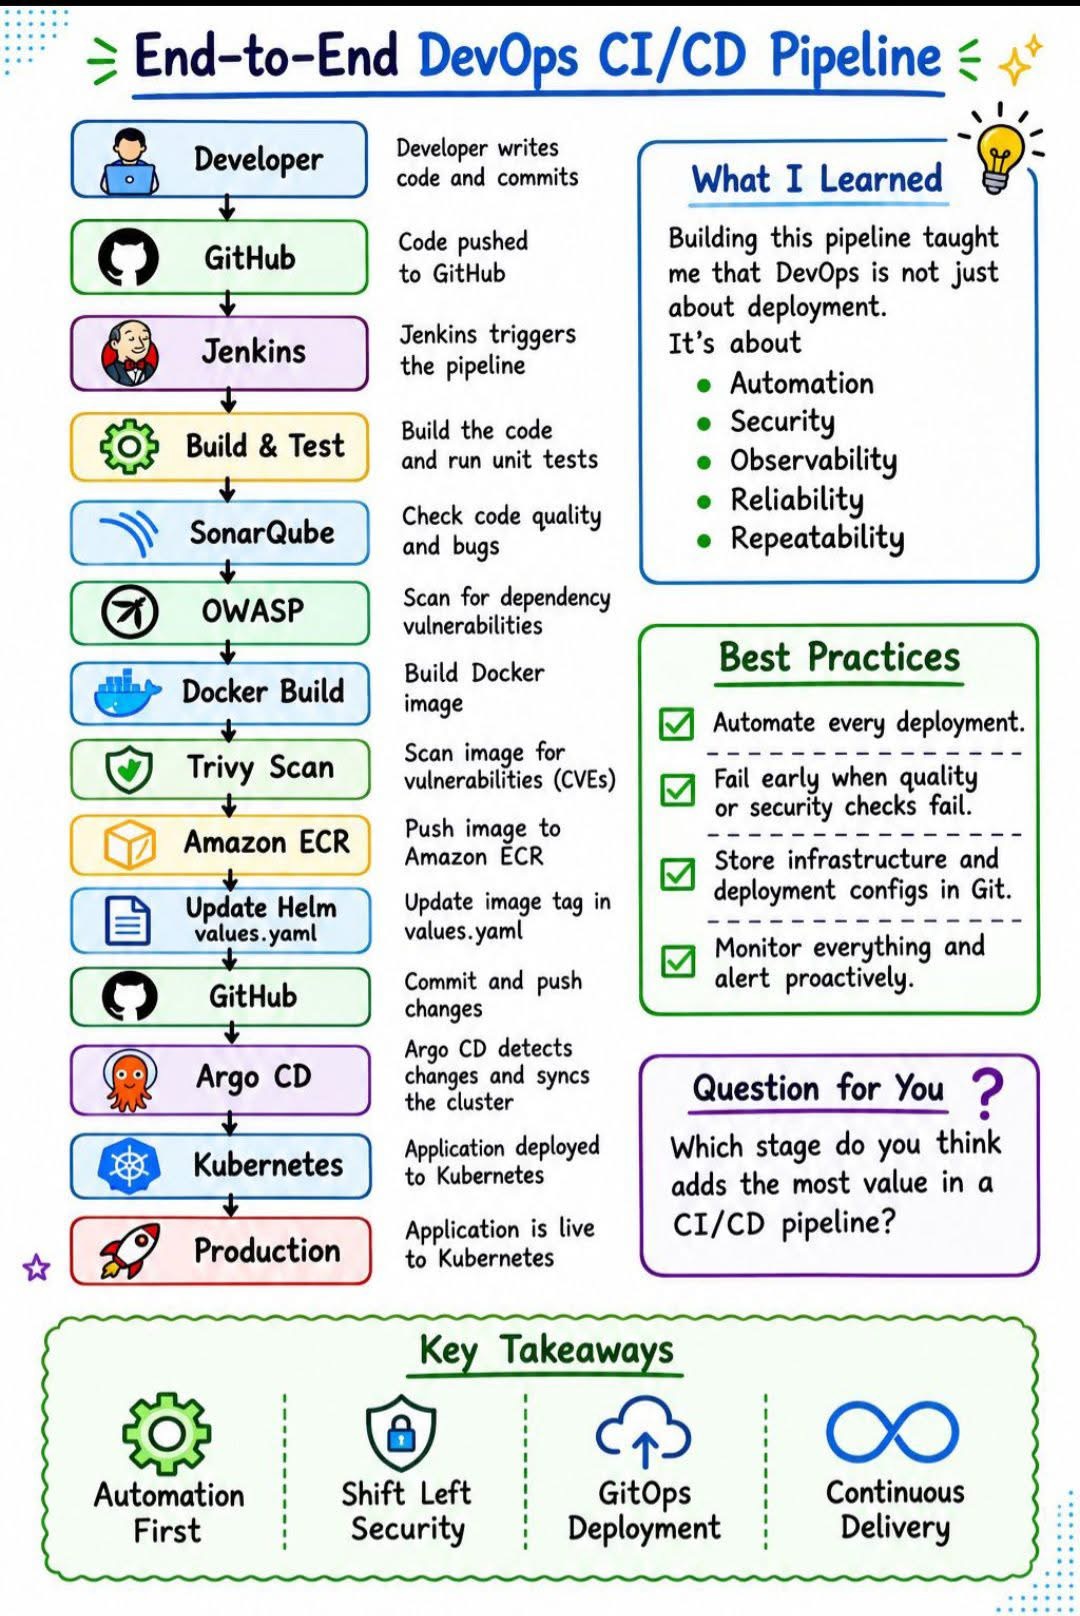 End-to-End DevOps CI/CD Pipeline
Developer
Developer writes
code and commits
GitHub
Code pushed
to GitHub
Jenkins
Jenkins triggers
the pipeline
Build & Test
Build the code
and run unit tests
SonarQube
Check code quality
and bugs
OWASP
Scan for dependency
vulnerabilities
Docker Build
Build Docker
image
Trivy Scan
Scan image for
vulnerabilities (CVEs)
Amazon ECR
Push image to
Amazon ECR
Update Helm
values.yaml
Update image tag in
values.yaml
GitHub
Commit and push
changes
Argo CD
Argo CD detects
changes and syncs
the cluster
Kubernetes
Application deployed
to Kubernetes
Production
Application is live
to Kubernetes
What I Learned
Building this pipeline taught
me that DevOps is not just
about deployment.
It's about
• Automation
• Security
• Observability
• Reliability
• Repeatability
Best Practices
Automate every deployment.
Fail early when quality
or security checks fail.
Store infrastructure and
deployment configs in Git.
Monitor everything and
alert proactively.
Question for You ?
Which stage do you think
adds the most value in a
CI/CD pipeline?
Key Takeaways
Automation
First
Shift Left
Security
GitOps
Deployment
Continuous
Delivery